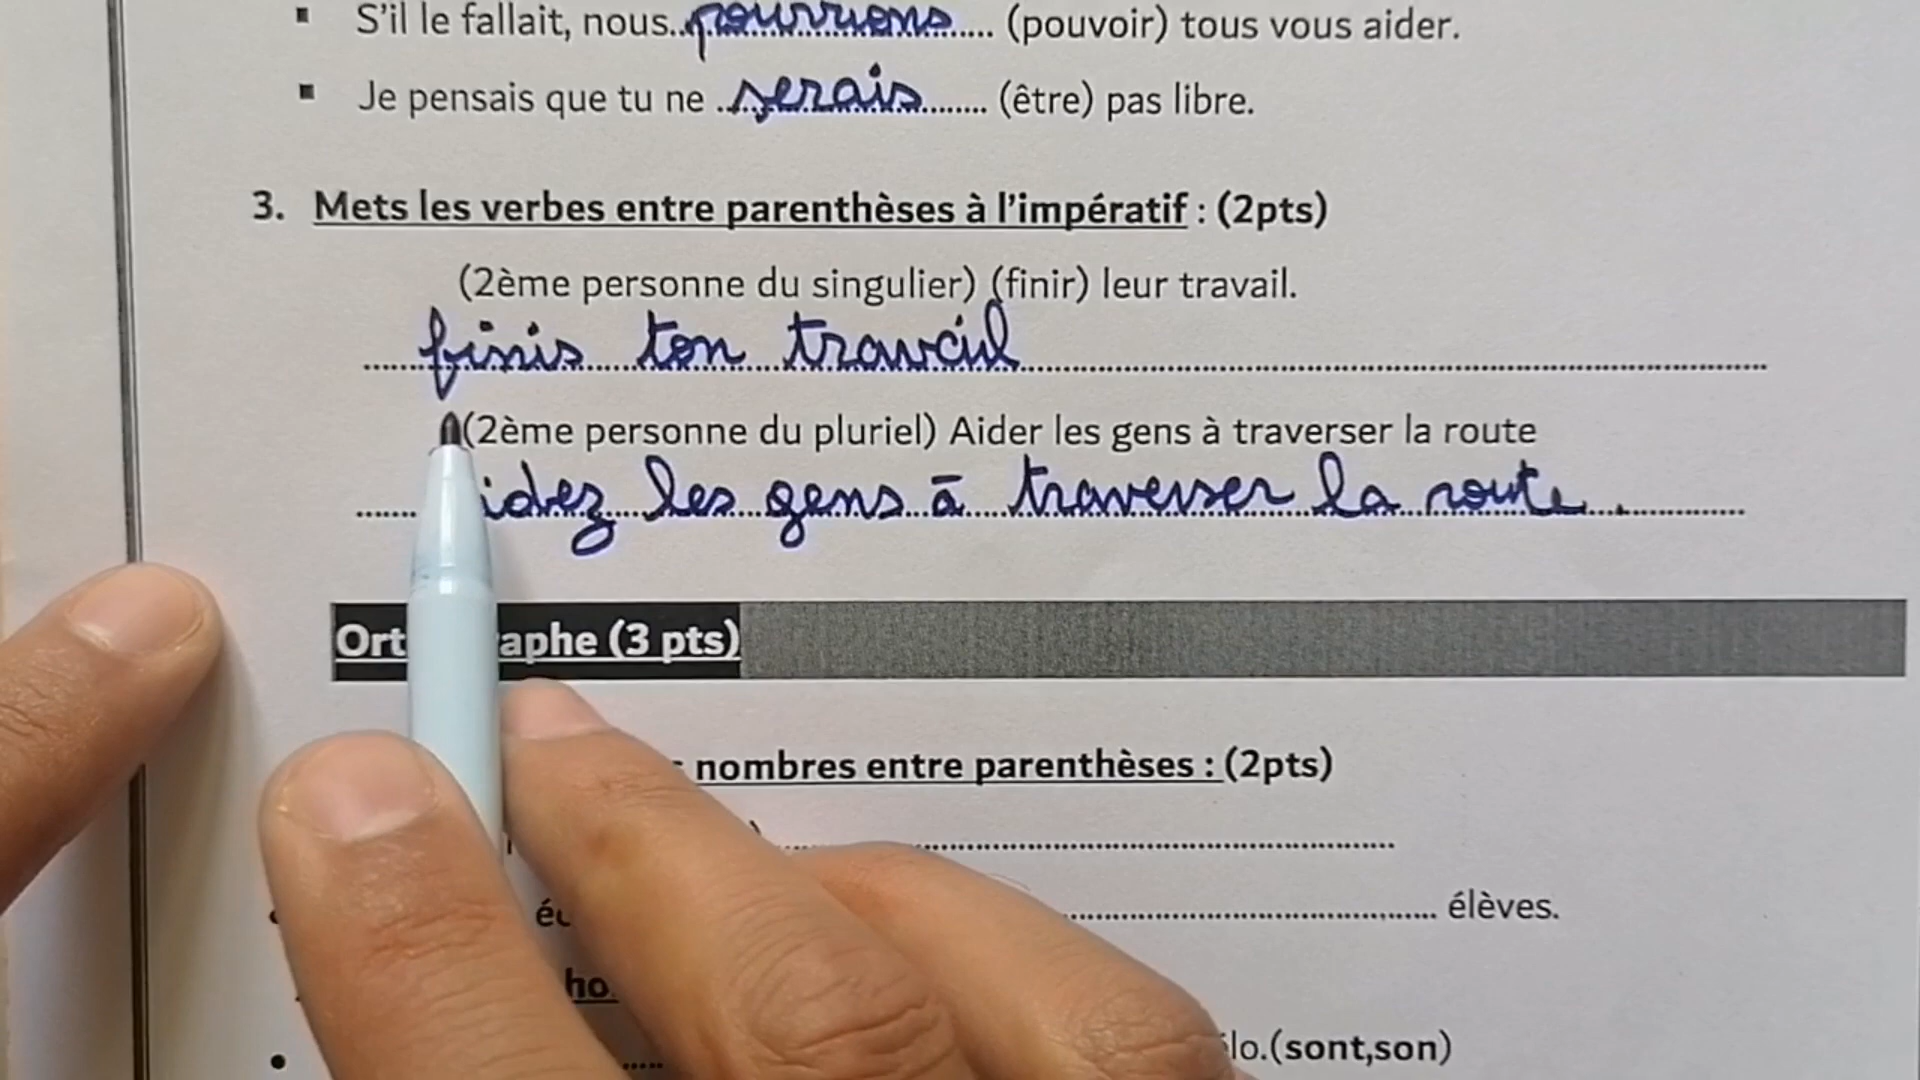 ▪ S'il le fallait, nous..pourrions.... (pouvoir) tous vous aider.
▪ Je pensais que tu ne ..serais....... (être) pas libre.
3. Mets les verbes entre parenthèses à l'impératif : (2pts)
(2ème personne du singulier) (finir) leur travail.
finis ton travail
(2ème personne du pluriel) Aider les gens à traverser la route
idez les gens à traverser la route.
Ort aphe (3 pts)
nombres entre parenthèses : (2pts)
élèves.
ho
lo.(sont,son)